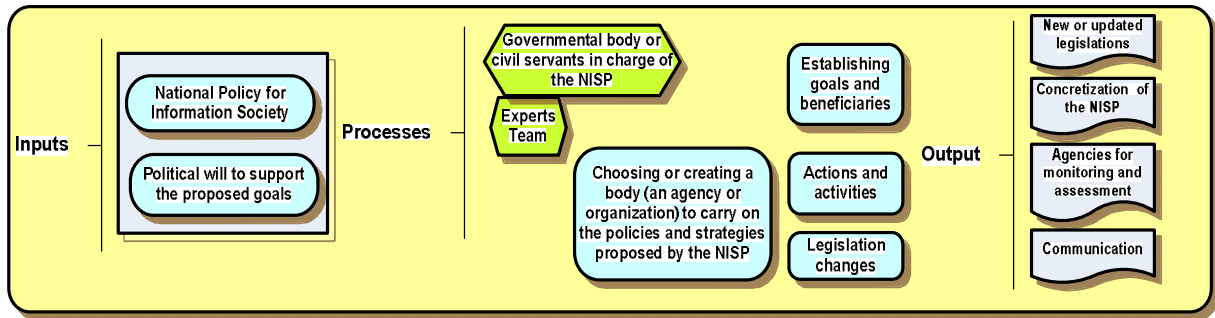 Inputs
National Policy for
Information Society
Political will to support
the proposed goals
Processes
Governmental body or
civil servants in charge of
the NISP
Experts
Team
Choosing or creating a
body (an agency or
organization) to carry on
the policies and strategies
proposed by the NISP
Establishing
goals and
beneficiaries
Actions and
activities
Legislation
changes
Output
New or updated
legislations
Concretization of
the NISP
Agencies for
monitoring and
assessment
Communication